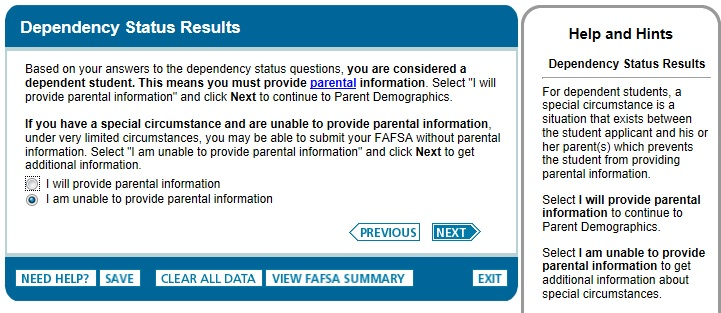 Dependency Status Results
Based on your answers to the dependency status questions, you are considered a
dependent student. This means you must provide parental information. Select "I will
provide parental information" and click Next to continue to Parent Demographics.
If you have a special circumstance and are unable to provide parental information,
under very limited circumstances, you may be able to submit your FAFSA without parental
information. Select "I am unable to provide parental information" and click Next to get
additional information.
I will provide parental information
I am unable to provide parental information
PREVIOUS NEXT
NEED HELP? SAVE CLEAR ALL DATA VIEW FAFSA SUMMARY EXIT
Help and Hints
Dependency Status Results
For dependent students, a
special circumstance is a
situation that exists between
the student applicant and his or
her parent(s) which prevents
the student from providing
parental information.
Select I will provide parental
information to continue to
Parent Demographics.
Select I am unable to provide
parental information to get
additional information about
special circumstances.